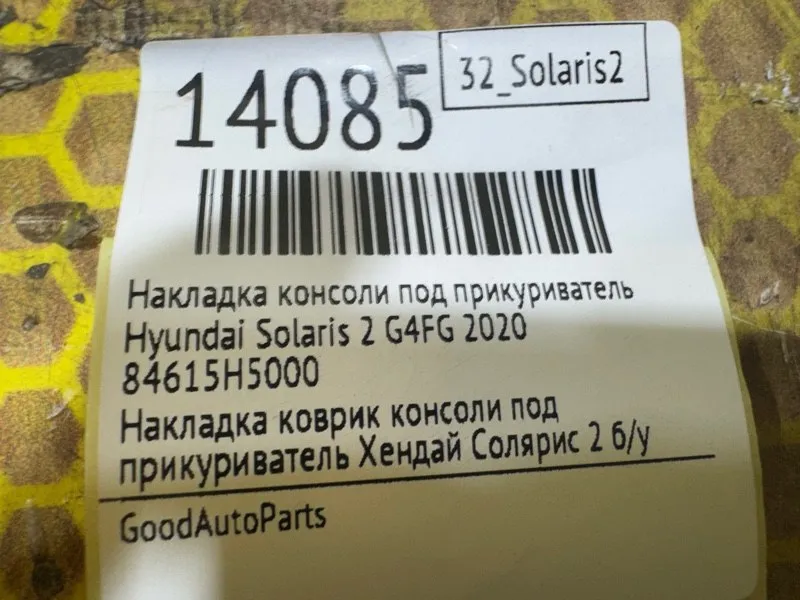 14085
32_Solaris2
Накладка консоли под прикуриватель
Hyundai Solaris 2 G4FG 2020
84615H5000
Накладка коврик консоли под
прикуриватель Хендай Солярис 2 б/у
GoodAutoParts